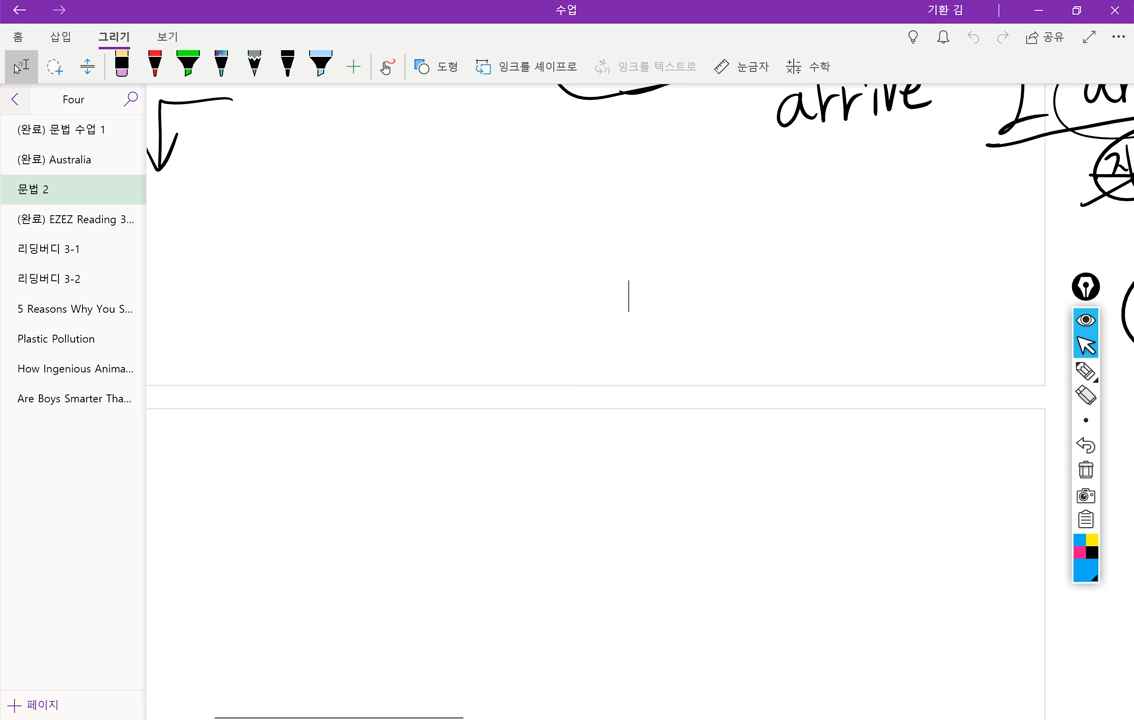 수업
기환 김
홈 삽입 그리기 보기
공유
도형 잉크를 셰이프로 잉크를 텍스트로 눈금자 수학
Four
(완료) 문법 수업 1
(완료) Australia
문법 2
(완료) EZEZ Reading 3...
리딩버디 3-1
리딩버디 3-2
5 Reasons Why You S...
Plastic Pollution
How Ingenious Anima...
Are Boys Smarter Tha...
페이지
arrive